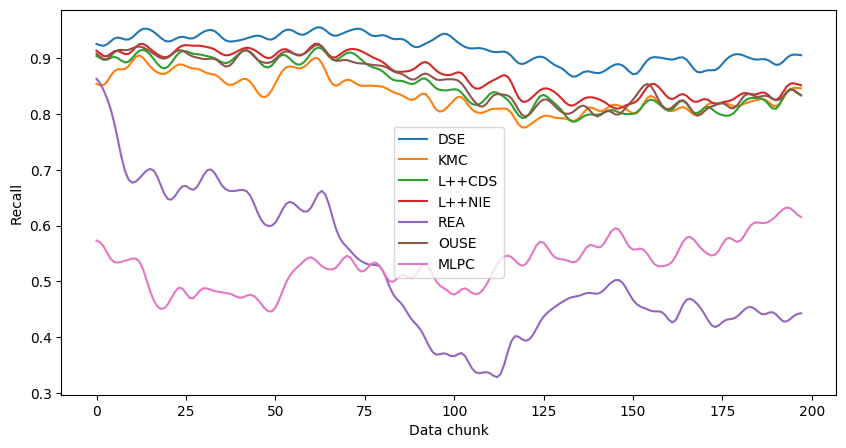 0.9
0.8
0.7
0.6
0.5
0.4
0.3
Recall
DSE
KMC
L++CDS
L++NIE
REA
OUSE
MLPC
0 25 50 75 100 125 150 175 200
Data chunk